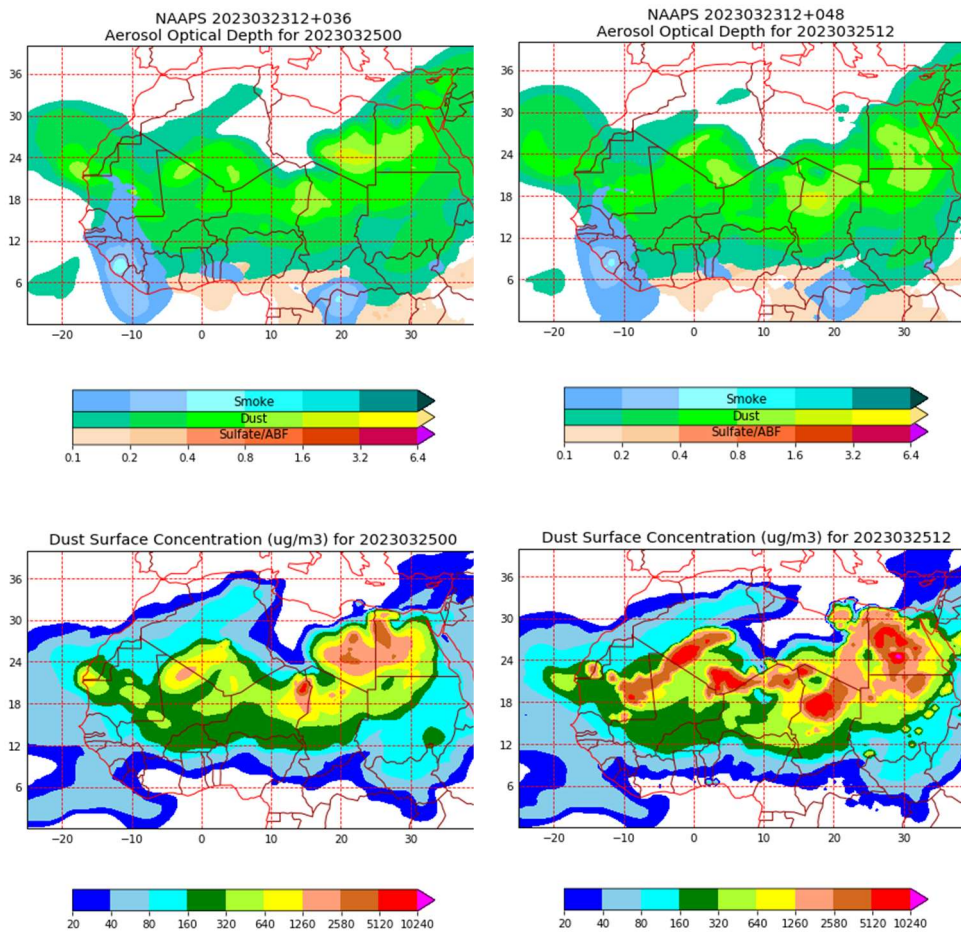 NAAPS 2023032312+036
Aerosol Optical Depth for 2023032500
36
30
24
18
12
6
−20 −10 0 10 20 30
Smoke
Dust
Sulfate/ABF
0.1 0.2 0.4 0.8 1.6 3.2 6.4
NAAPS 2023032312+048
Aerosol Optical Depth for 2023032512
36
30
24
18
12
6
−20 −10 0 10 20 30
Smoke
Dust
Sulfate/ABF
0.1 0.2 0.4 0.8 1.6 3.2 6.4
Dust Surface Concentration (ug/m3) for 2023032500
36
30
24
18
12
6
−20 −10 0 10 20 30
20 40 80 160 320 640 1260 2580 5120 10240
Dust Surface Concentration (ug/m3) for 2023032512
36
30
24
18
12
6
−20 −10 0 10 20 30
20 40 80 160 320 640 1260 2580 5120 10240